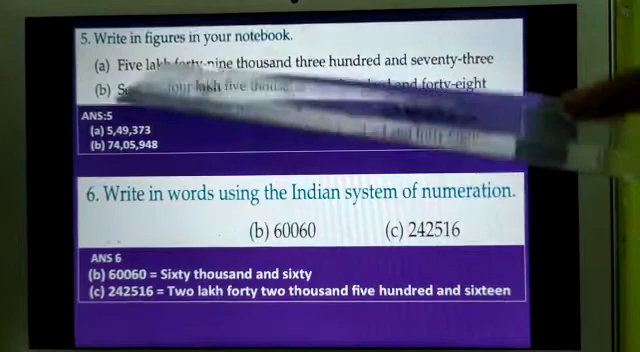 5. Write in figures in your notebook.
(a) Five lakh forty-nine thousand three hundred and seventy-three
(b) four lakh five and forty-eight
ANS:5
(a) 5,49,373
(b) 74,05,948
6. Write in words using the Indian system of numeration.
(b) 60060 (c) 242516
ANS 6
(b) 60060 = Sixty thousand and sixty
(c) 242516 = Two lakh forty two thousand five hundred and sixteen